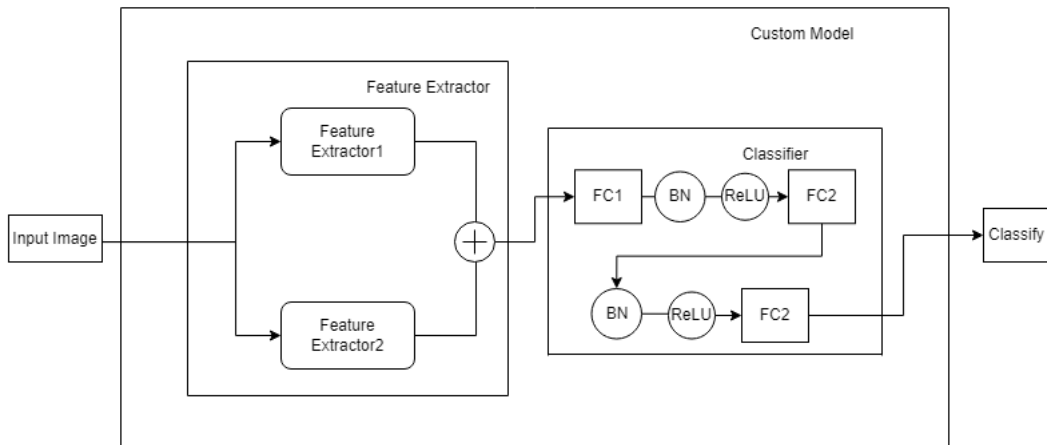 Custom Model
Feature Extractor
Feature
Extractor1
Classifier
FC1
BN
ReLU
FC2
Input Image
Classify
BN
ReLU
FC2
Feature
Extractor2